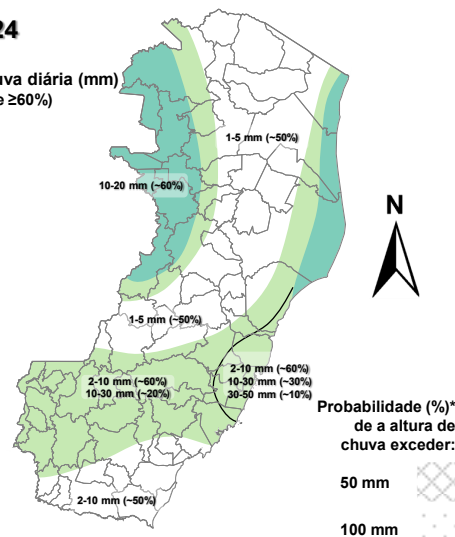 24
uva diária (mm)
e ≥60%)
1-5 mm (~50%)
10-20 mm (~60%)
N
1-5 mm (~50%)
2-10 mm (~60%)
10-30 mm (~20%)
2-10 mm (~60%)
10-30 mm (~30%)
30-50 mm (~10%)
Probabilidade (%)*
de a altura de
chuva exceder:
50 mm
100 mm
2-10 mm (~50%)